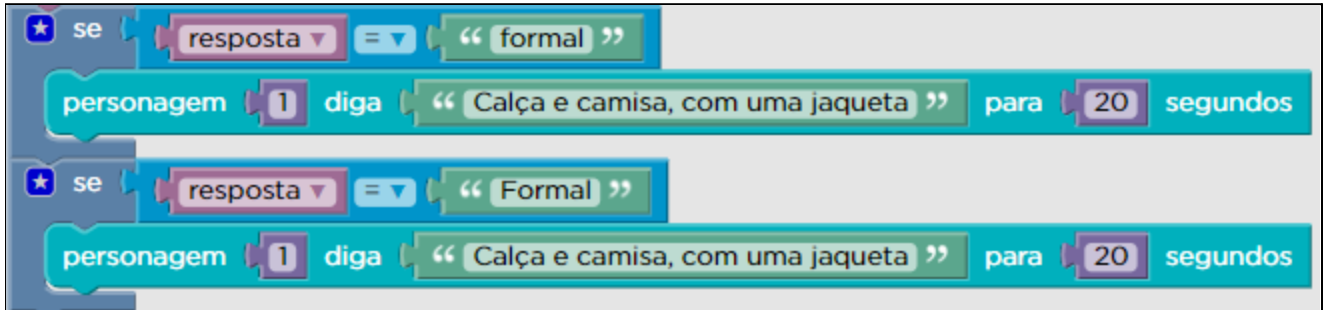 se resposta = “ formal ”
personagem 1 diga “ Calça e camisa, com uma jaqueta ” para 20 segundos
se resposta = “ Formal ”
personagem 1 diga “ Calça e camisa, com uma jaqueta ” para 20 segundos